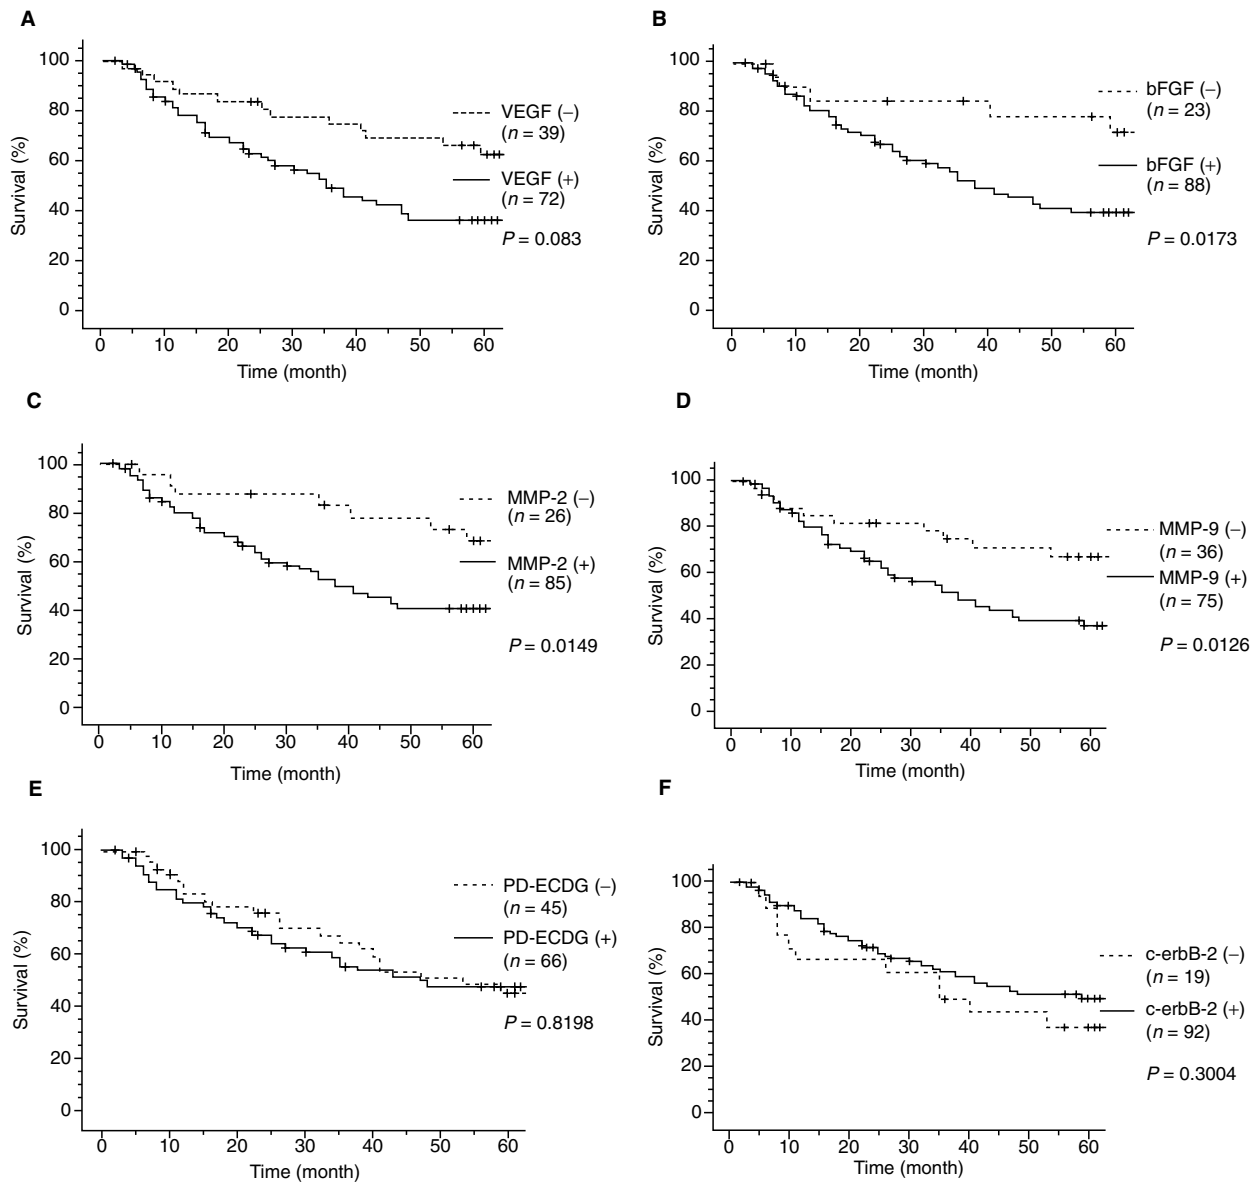 A
100
80
60
40
20
0
Survival (%)
0 10 20 30 40 50 60
Time (month)
VEGF (−)
(n = 39)
VEGF (+)
(n = 72)
P = 0.083
B
100
80
60
40
20
0
Survival (%)
0 10 20 30 40 50 60
Time (month)
bFGF (−)
(n = 23)
bFGF (+)
(n = 88)
P = 0.0173
C
100
80
60
40
20
0
Survival (%)
0 10 20 30 40 50 60
Time (month)
MMP-2 (−)
(n = 26)
MMP-2 (+)
(n = 85)
P = 0.0149
D
100
80
60
40
20
0
Survival (%)
0 10 20 30 40 50 60
Time (month)
MMP-9 (−)
(n = 36)
MMP-9 (+)
(n = 75)
P = 0.0126
E
100
80
60
40
20
0
Survival (%)
0 10 20 30 40 50 60
Time (month)
PD-ECDG (−)
(n = 45)
PD-ECDG (+)
(n = 66)
P = 0.8198
F
100
80
60
40
20
0
Survival (%)
0 10 20 30 40 50 60
Time (month)
c-erbB-2 (−)
(n = 19)
c-erbB-2 (+)
(n = 92)
P = 0.3004